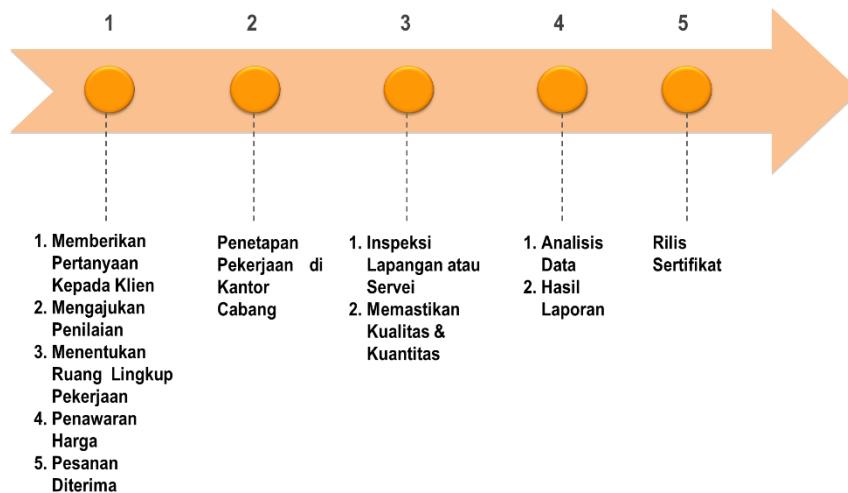 1
2
3
4
5
1. Memberikan
Pertanyaan
Kepada Klien
2. Mengajukan
Penilaian
3. Menentukan
Ruang Lingkup
Pekerjaan
4. Penawaran
Harga
5. Pesanan
Diterima
Penetapan
Pekerjaan di
Kantor
Cabang
1. Inspeksi
Lapangan atau
Servei
2. Memastikan
Kualitas &
Kuantitas
1. Analisis
Data
2. Hasil
Laporan
Rilis
Sertifikat